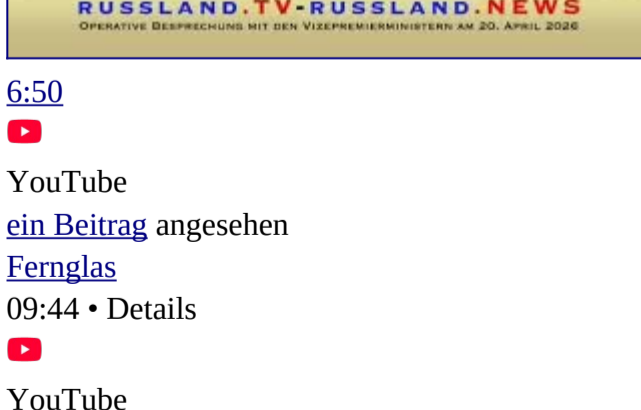 RUSSLAND.TV-RUSSLAND.NEWS
OPERATIVE BESPRECHUNG MIT DEN VIZEPREMIERMINISTERN AM 20. APRIL 2026
6:50
YouTube
ein Beitrag angesehen
Fernglas
09:44 • Details
YouTube